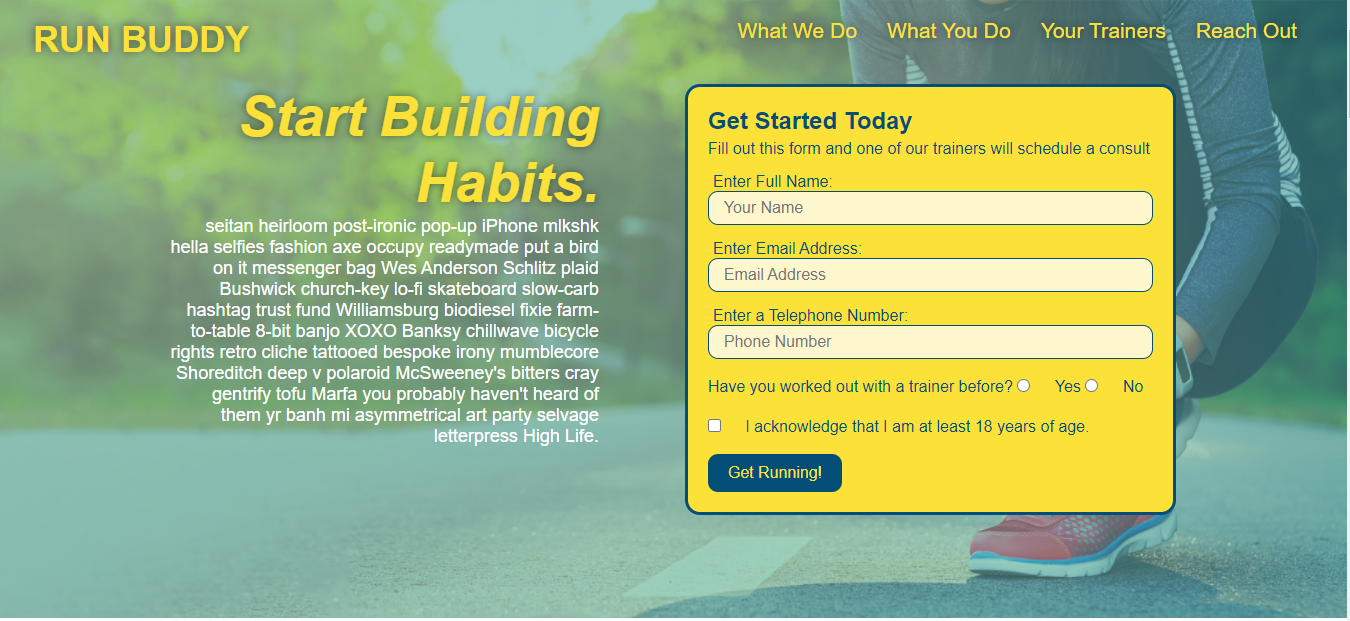 RUN BUDDY
What We Do What You Do Your Trainers Reach Out
Start Building
Habits.
seitan heirloom post-ironic pop-up iPhone mlkshk
hella selfies fashion axe occupy readymade put a bird
on it messenger bag Wes Anderson Schlitz plaid
Bushwick church-key lo-fi skateboard slow-carb
hashtag trust fund Williamsburg biodiesel fixie farm-
to-table 8-bit banjo XOXO Banksy chillwave bicycle
rights retro cliche tattooed bespoke irony mumblecore
Shoreditch deep v polaroid McSweeney's bitters cray
gentrify tofu Marfa you probably haven't heard of
them yr banh mi asymmetrical art party selvage
letterpress High Life.
Get Started Today
Fill out this form and one of our trainers will schedule a consult
Enter Full Name:
Your Name
Enter Email Address:
Email Address
Enter a Telephone Number:
Phone Number
Have you worked out with a trainer before? Yes No
I acknowledge that I am at least 18 years of age.
Get Running!